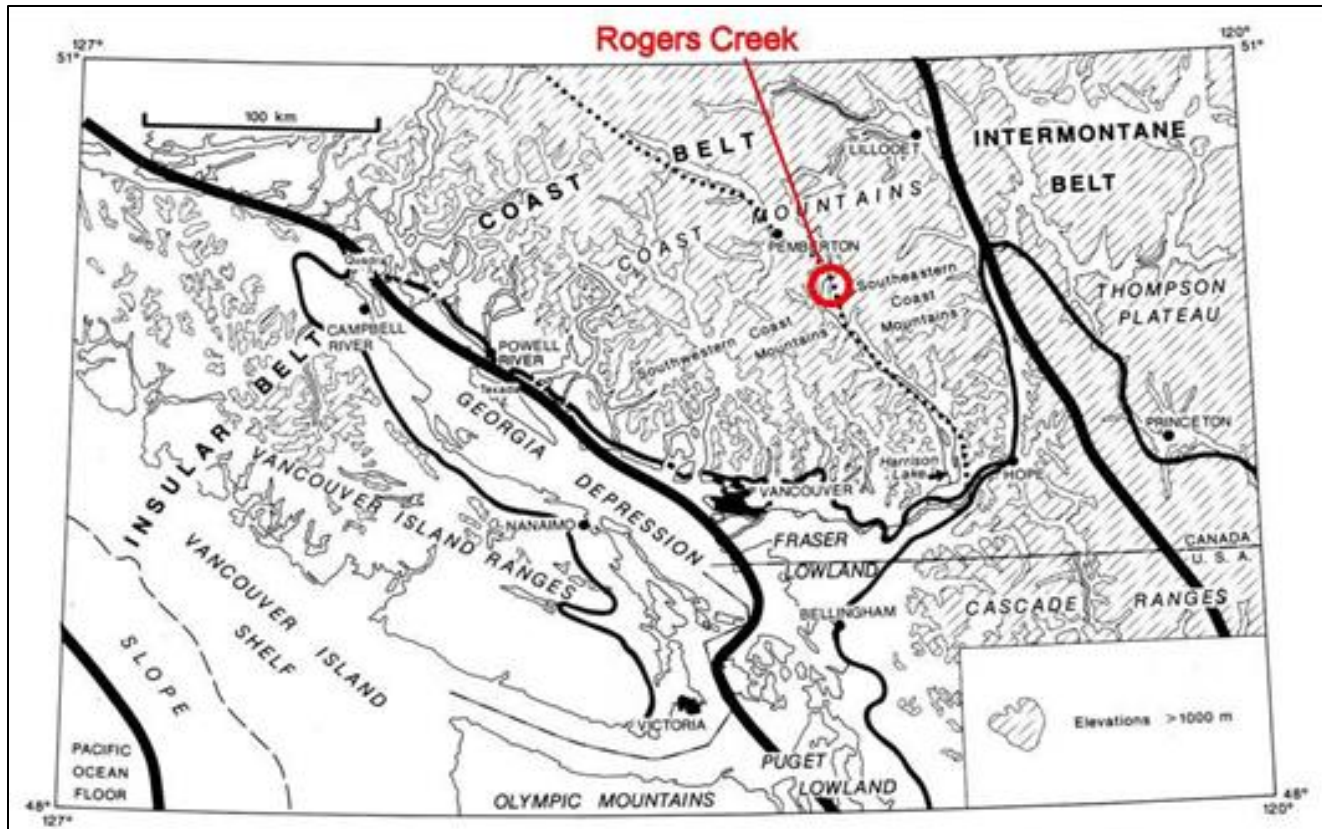 Rogers Creek
127°
51°
120°
51°
100 km
COAST BELT
LILLOOET
INTERMONTANE
BELT
COAST MOUNTAINS
PEMBERTON
Southeastern
Coast
Mountains
Southwestern Coast
Mountains
THOMPSON
PLATEAU
Quadra
CAMPBELL
RIVER
POWELL
RIVER
Texada
INSULAR BELT
GEORGIA
DEPRESSION
PRINCETON
Harrison
Lake
HOPE
VANCOUVER
VANCOUVER ISLAND RANGES
NANAIMO
FRASER
LOWLAND
CANADA
U. S. A.
VANCOUVER ISLAND
SHELF
BELLINGHAM
CASCADE RANGES
SLOPE
VICTORIA
Elevations >1000 m
PACIFIC
OCEAN
FLOOR
PUGET
LOWLAND
OLYMPIC MOUNTAINS
48°
127°
48°
120°